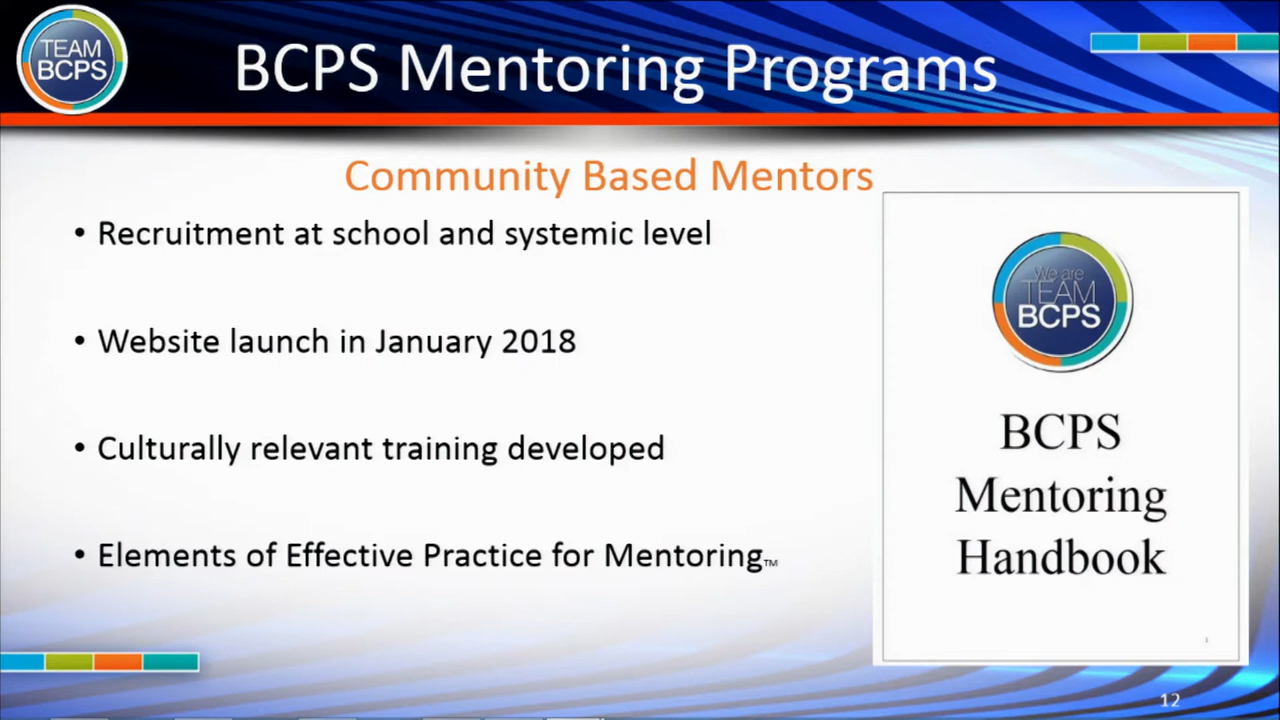 TEAM
BCPS
BCPS Mentoring Programs
Community Based Mentors
• Recruitment at school and systemic level
• Website launch in January 2018
• Culturally relevant training developed
• Elements of Effective Practice for Mentoring™
We are
TEAM
BCPS
BCPS
Mentoring
Handbook
1
12